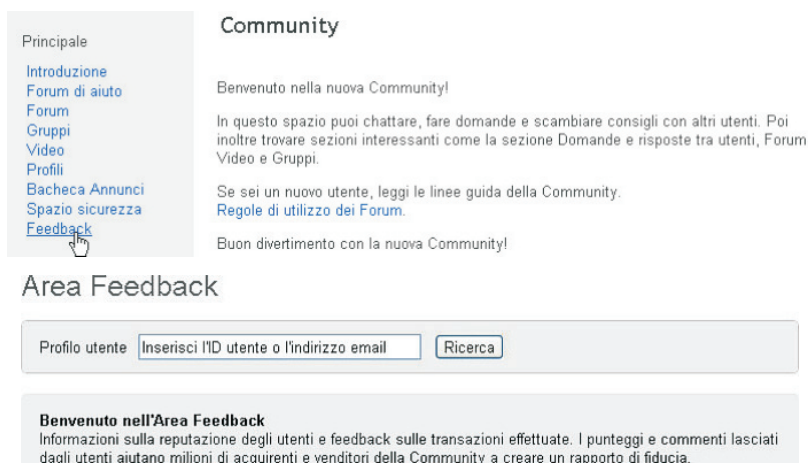 Principale
Introduzione
Forum di aiuto
Forum
Gruppi
Video
Profili
Bacheca Annunci
Spazio sicurezza
Feedback
Community
Benvenuto nella nuova Community!
In questo spazio puoi chattare, fare domande e scambiare consigli con altri utenti. Poi
inoltre trovare sezioni interessanti come la sezione Domande e risposte tra utenti, Forum
Video e Gruppi.
Se sei un nuovo utente, leggi le linee guida della Community.
Regole di utilizzo dei Forum.
Buon divertimento con la nuova Community!
Area Feedback
Profilo utente Inserisci l'ID utente o l'indirizzo email Ricerca
Benvenuto nell'Area Feedback
Informazioni sulla reputazione degli utenti e feedback sulle transazioni effettuate. I punteggi e commenti lasciati
dagli utenti aiutano milioni di acquirenti e venditori della Community a creare un rapporto di fiducia.